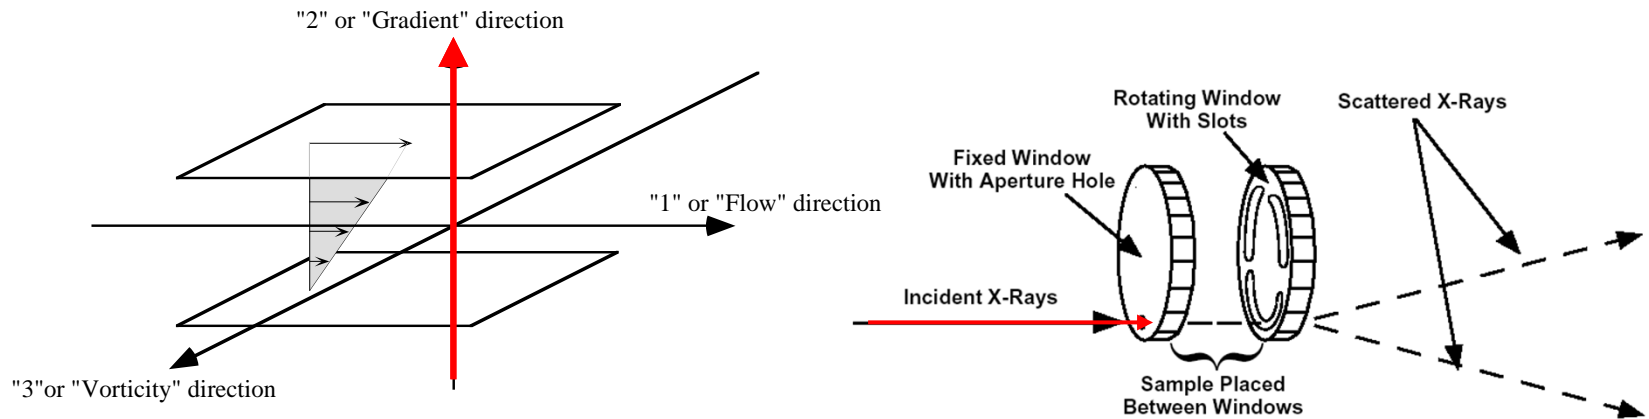 "2" or "Gradient" direction
"1" or "Flow" direction
"3"or "Vorticity" direction
Rotating Window
With Slots
Scattered X-Rays
Fixed Window
With Aperture Hole
Incident X-Rays
Sample Placed
Between Windows